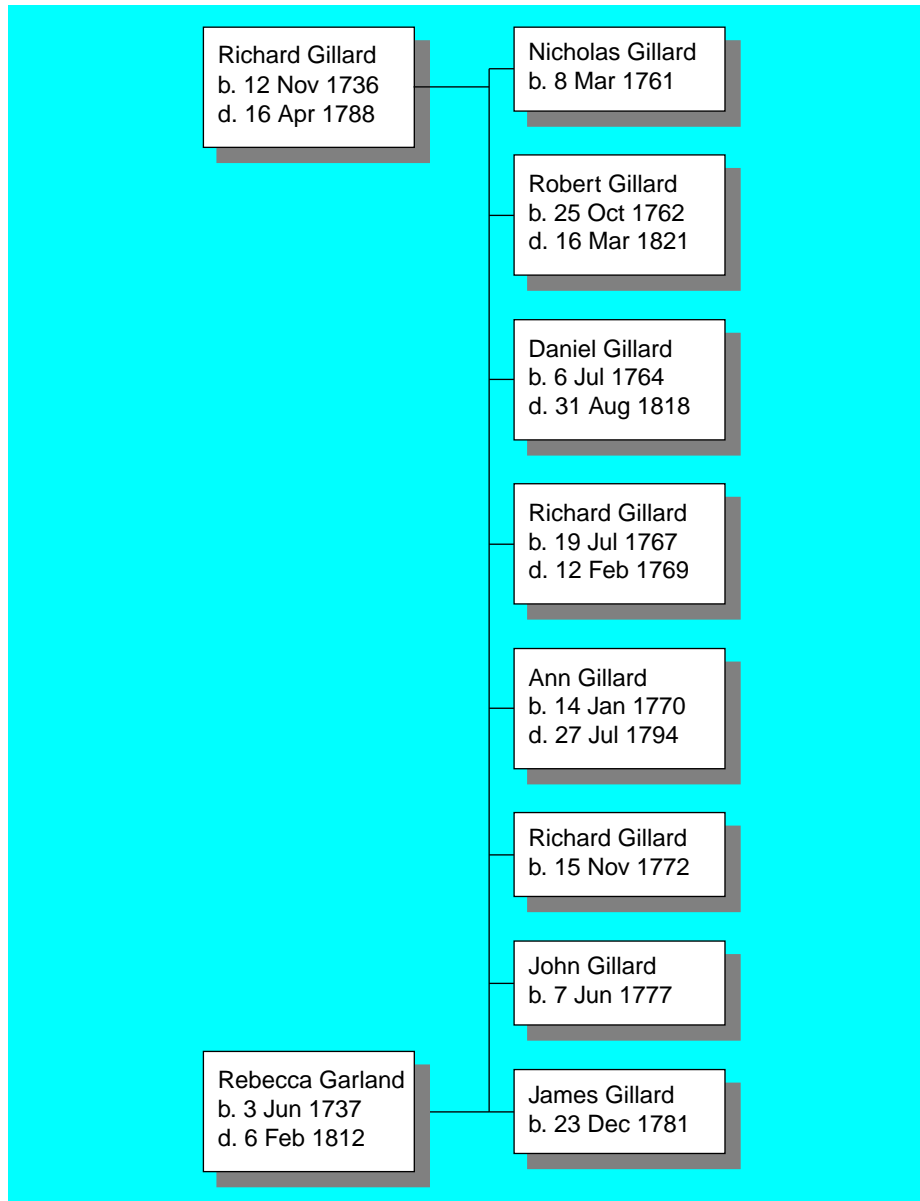 Richard Gillard
b. 12 Nov 1736
d. 16 Apr 1788
Nicholas Gillard
b. 8 Mar 1761
Robert Gillard
b. 25 Oct 1762
d. 16 Mar 1821
Daniel Gillard
b. 6 Jul 1764
d. 31 Aug 1818
Richard Gillard
b. 19 Jul 1767
d. 12 Feb 1769
Ann Gillard
b. 14 Jan 1770
d. 27 Jul 1794
Richard Gillard
b. 15 Nov 1772
John Gillard
b. 7 Jun 1777
Rebecca Garland
b. 3 Jun 1737
d. 6 Feb 1812
James Gillard
b. 23 Dec 1781